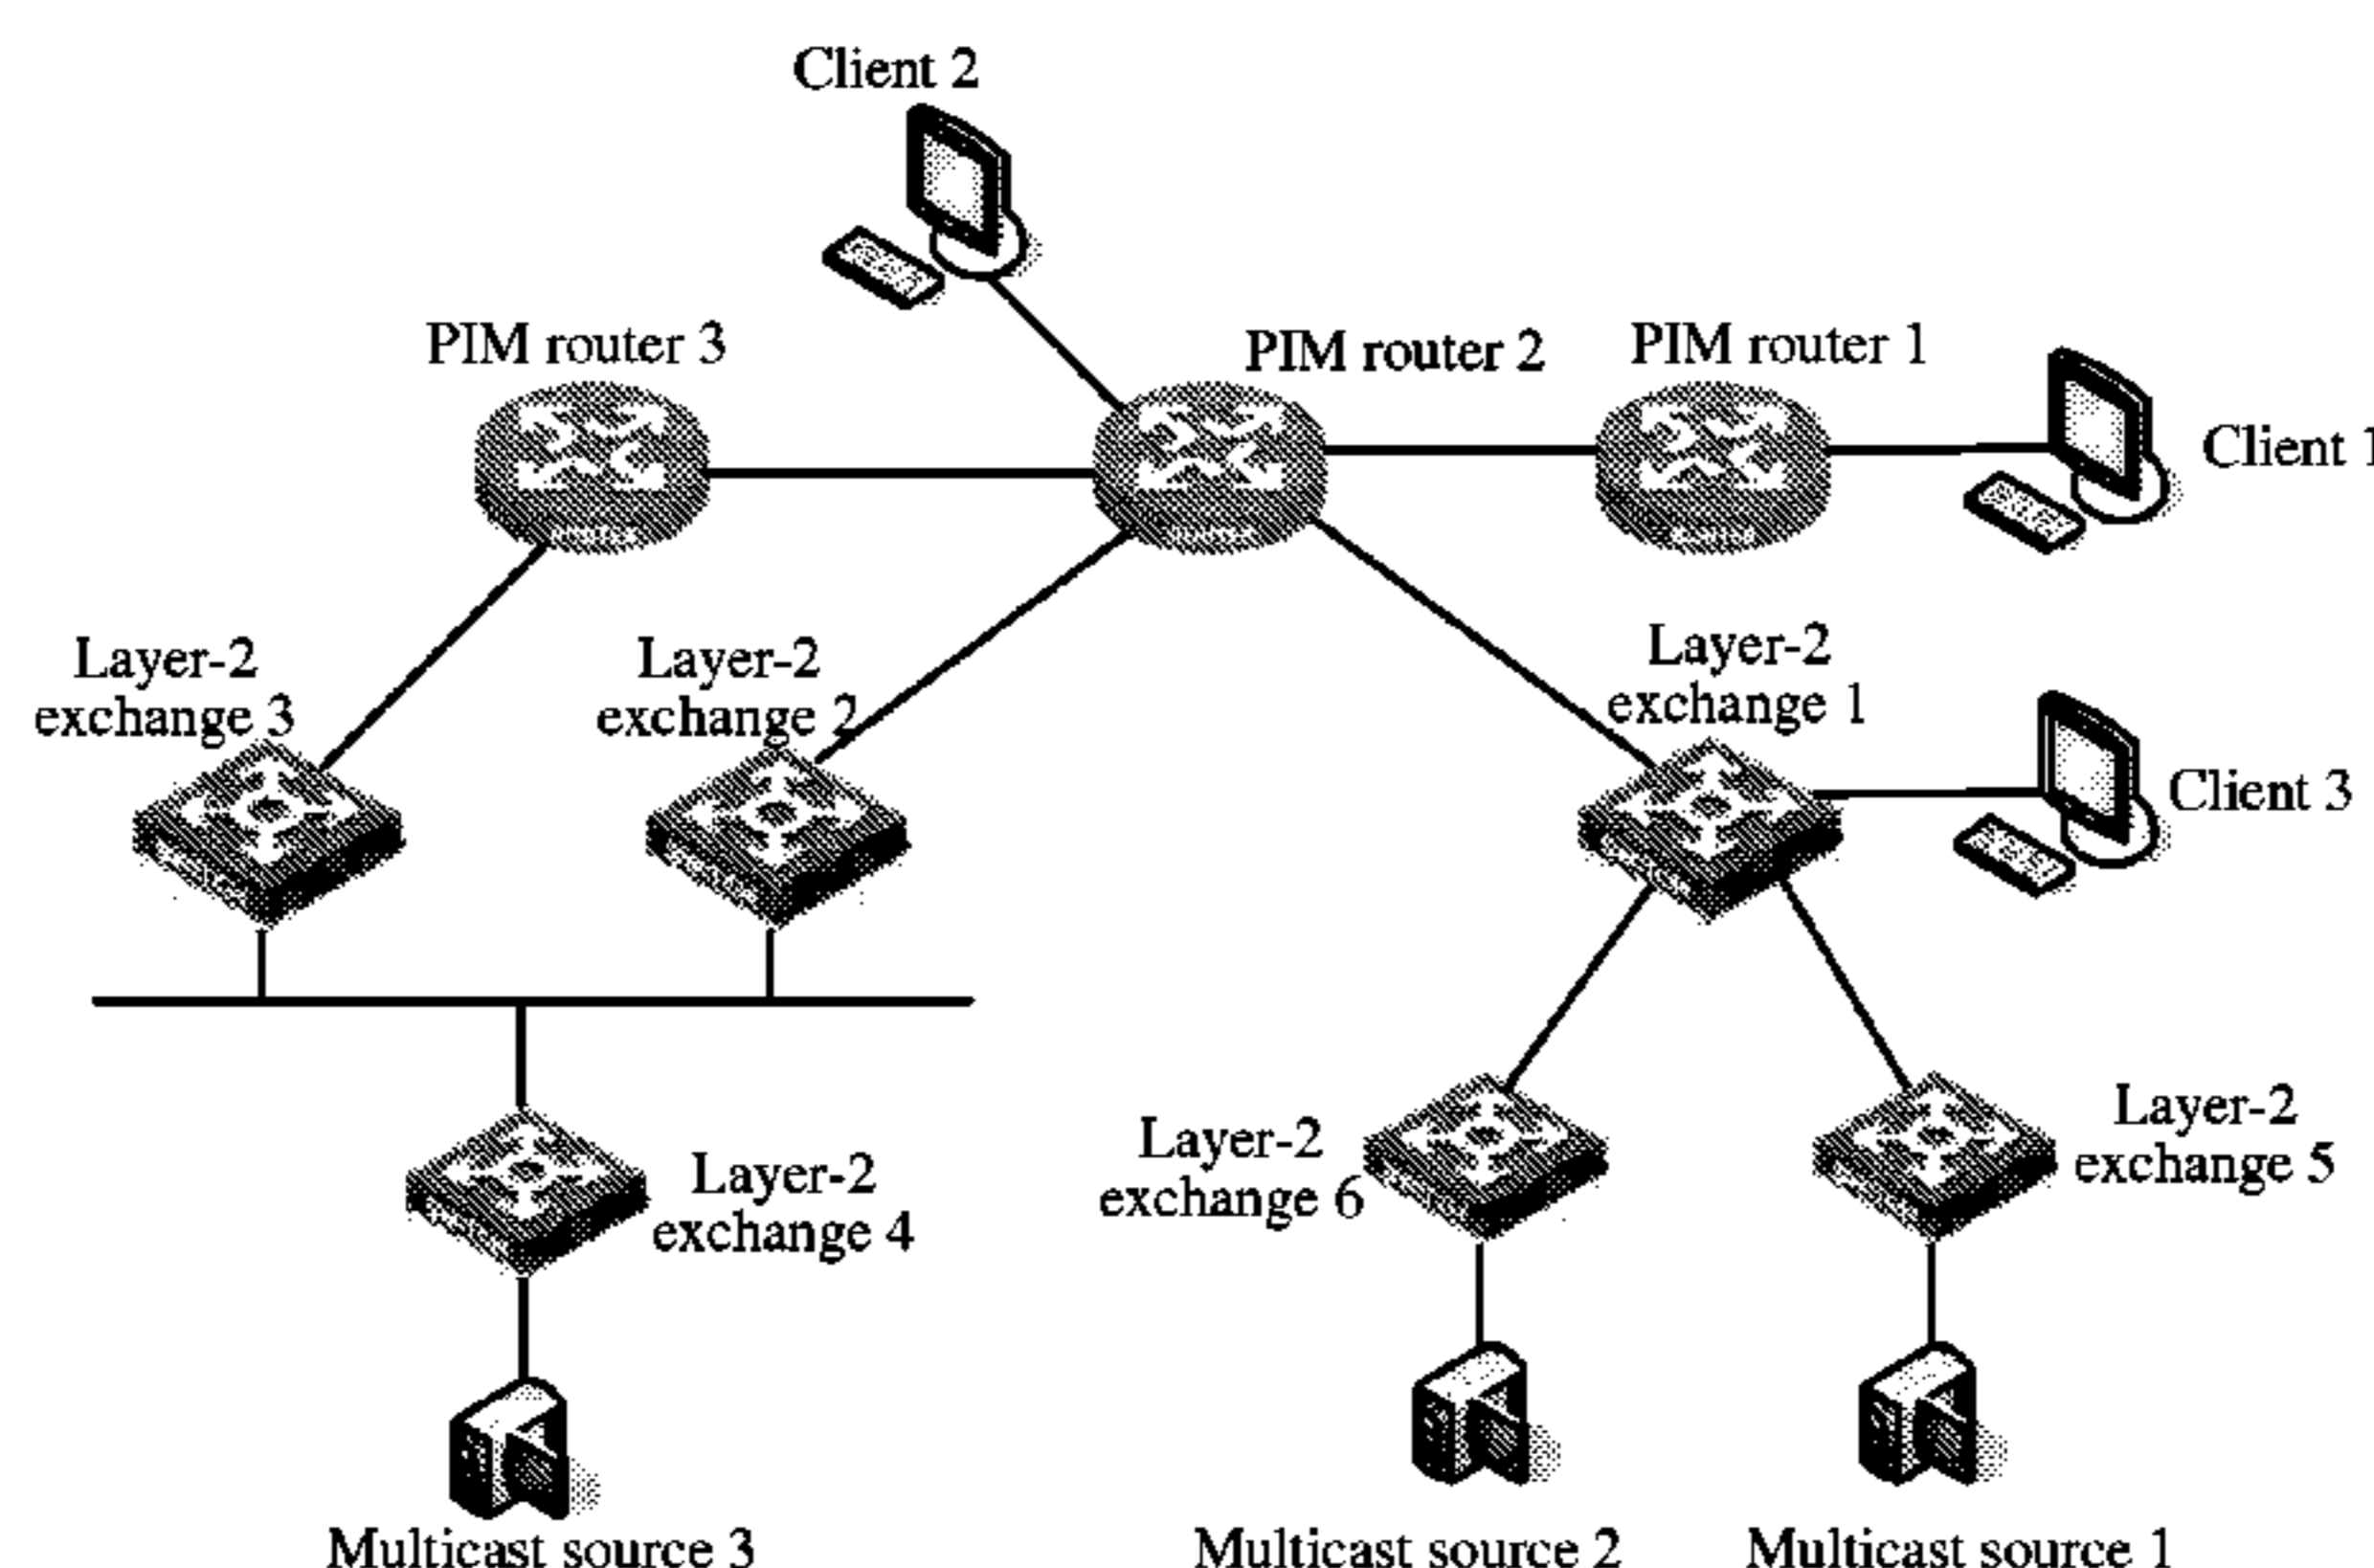 Client 2
PIM router 3
PIM router 2
PIM router 1
Client 1
Layer-2
exchange 3
Layer-2
exchange 2
Layer-2
exchange 1
Client 3
Layer-2
exchange 4
Layer-2
exchange 6
Layer-2
exchange 5
Multicast source 3
Multicast source 2
Multicast source 1